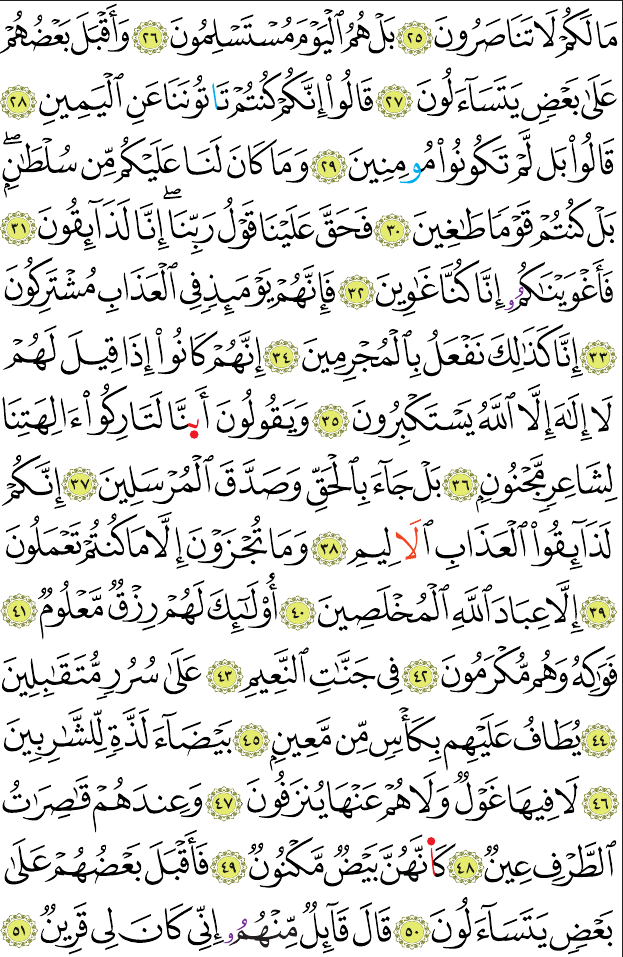 مَا لَكُمْ لَا تَنَاصَرُونَ ٢٥ بَلْ هُمُ ٱلْيَوْمَ مُسْتَسْلِمُونَ ٢٦ وَأَقْبَلَ بَعْضُهُمْ
عَلَىٰ بَعْضٍ يَتَسَآءَلُونَ ٢٧ قَالُوٓا۟ إِنَّكُمْ كُنتُمْ تَاتُونَنَا عَنِ ٱلْيَمِينِ ٢٨
قَالُوا۟ بَل لَّمْ تَكُونُوا۟ مُومِنِينَ ٢٩ وَمَا كَانَ لَنَا عَلَيْكُم مِّن سُلْطَٰنٍۭ ۖ
بَلْ كُنتُمْ قَوْمًا طَٰغِينَ ٣٠ فَحَقَّ عَلَيْنَا قَوْلُ رَبِّنَآ ۖ إِنَّا لَذَآئِقُونَ ٣١
فَأَغْوَيْنَٰكُمُۥٓ إِنَّا كُنَّا غَٰوِينَ ٣٢ فَإِنَّهُمْ يَوْمَئِذٍ فِى ٱلْعَذَابِ مُشْتَرِكُونَ
٣٣ إِنَّا كَذَٰلِكَ نَفْعَلُ بِٱلْمُجْرِمِينَ ٣٤ إِنَّهُمْ كَانُوٓا۟ إِذَا قِيلَ لَهُمْ
لَآ إِلَٰهَ إِلَّا ٱللَّهُ يَسْتَكْبِرُونَ ٣٥ وَيَقُولُونَ أَىِٕنَّا لَتَارِكُوٓا۟ ءَالِهَتِنَا
لِشَاعِرٍ مَّجْنُونٍۭ ٣٦ بَلْ جَآءَ بِٱلْحَقِّ وَصَدَّقَ ٱلْمُرْسَلِينَ ٣٧ إِنَّكُمْ
لَذَآئِقُوا۟ ٱلْعَذَابِ ٱلَالِيمِ ٣٨ وَمَا تُجْزَوْنَ إِلَّا مَا كُنتُمْ تَعْمَلُونَ
٣٩ إِلَّا عِبَادَ ٱللَّهِ ٱلْمُخْلَصِينَ ٤٠ أُو۟لَٰٓئِكَ لَهُمْ رِزْقٌ مَّعْلُومٌ ٤١
فَوَٰكِهُ وَهُم مُّكْرَمُونَ ٤٢ فِى جَنَّٰتِ ٱلنَّعِيمِ ٤٣ عَلَىٰ سُرُرٍ مُّتَقَٰبِلِينَ
٤٤ يُطَافُ عَلَيْهِم بِكَأْسٍ مِّن مَّعِينٍۭ ٤٥ بَيْضَآءَ لَذَّةٍ لِّلشَّٰرِبِينَ
٤٦ لَا فِيهَا غَوْلٌ وَلَا هُمْ عَنْهَا يُنزَفُونَ ٤٧ وَعِندَهُمْ قَٰصِرَٰتُ
ٱلطَّرْفِ عِينٌ ٤٨ كَأَنَّهُنَّ بَيْضٌ مَّكْنُونٌ ٤٩ فَأَقْبَلَ بَعْضُهُمْ عَلَىٰ
بَعْضٍ يَتَسَآءَلُونَ ٥٠ قَالَ قَآئِلٌ مِّنْهُمُۥٓ إِنِّى كَانَ لِى قَرِينٌ ٥١